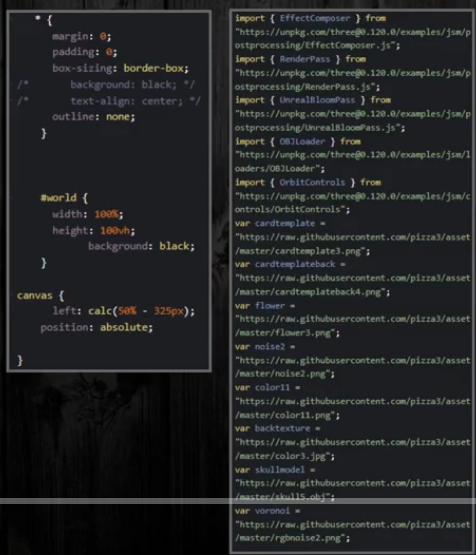 * {
margin: 0;
padding: 0;
box-sizing: border-box;
/* background: black; */
/* text-align: center; */
outline: none;
}
#world {
width: 100%;
height: 100vh;
background: black;
}
canvas {
left: calc(50% - 325px);
position: absolute;
}
import { EffectComposer } from
"https://unpkg.com/three@0.120.0/examples/jsm/p
ostprocessing/EffectComposer.js";
import { RenderPass } from
"https://unpkg.com/three@0.120.0/examples/jsm/p
ostprocessing/RenderPass.js";
import { UnrealBloomPass } from
"https://unpkg.com/three@0.120.0/examples/jsm/p
ostprocessing/UnrealBloomPass.js";
import { OBJLoader } from
"https://unpkg.com/three@0.120.0/examples/jsm/l
oaders/OBJLoader";
import { OrbitControls } from
"https://unpkg.com/three@0.120.0/examples/jsm/c
ontrols/OrbitControls";
var cardtemplate =
"https://raw.githubusercontent.com/pizza3/asset
/master/cardtemplate3.png";
var cardtemplateback =
"https://raw.githubusercontent.com/pizza3/asset
/master/cardtemplateback4.png";
var flower =
"https://raw.githubusercontent.com/pizza3/asset
/master/flower3.png";
var noise2 =
"https://raw.githubusercontent.com/pizza3/asset
/master/noise2.png";
var color11 =
"https://raw.githubusercontent.com/pizza3/asset
/master/color11.png";
var backtexture =
"https://raw.githubusercontent.com/pizza3/asset
/master/color3.jpg";
var skullmodel =
"https://raw.githubusercontent.com/pizza3/asset
/master/skull5.obj";
var voronoi =
"https://raw.githubusercontent.com/pizza3/asset
/master/rgbnoise2.png";